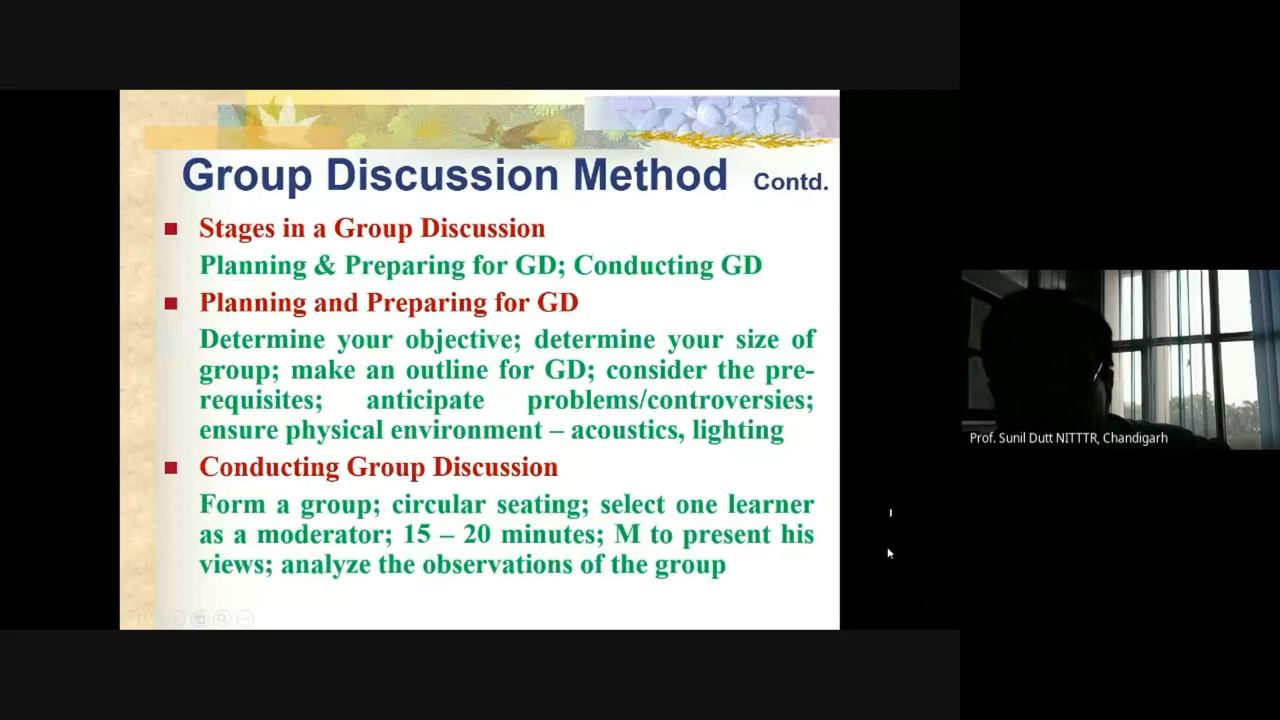 Group Discussion Method Contd.
Stages in a Group Discussion
Planning & Preparing for GD; Conducting GD
Planning and Preparing for GD
Determine your objective; determine your size of
group; make an outline for GD; consider the pre-
requisites; anticipate problems/controversies;
ensure physical environment – acoustics, lighting
Conducting Group Discussion
Form a group; circular seating; select one learner
as a moderator; 15 – 20 minutes; M to present his
views; analyze the observations of the group
Prof. Sunil Dutt NITTTR, Chandigarh